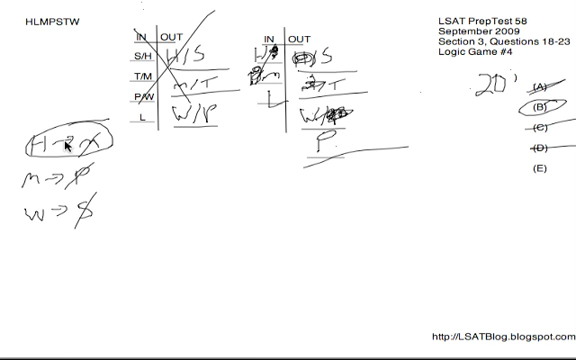 HLMPSTW
LSAT PrepTest 58
September 2009
Section 3, Questions 18-23
Logic Game #4
IN OUT
S/H H/S
T/M M/T
P/W W/P
L
IN OUT
H /S
M T
L W/
P
20
(A)
(B)
(C)
(D)
(E)
M → P
W → S
http://LSATBlog.blogspot.com/